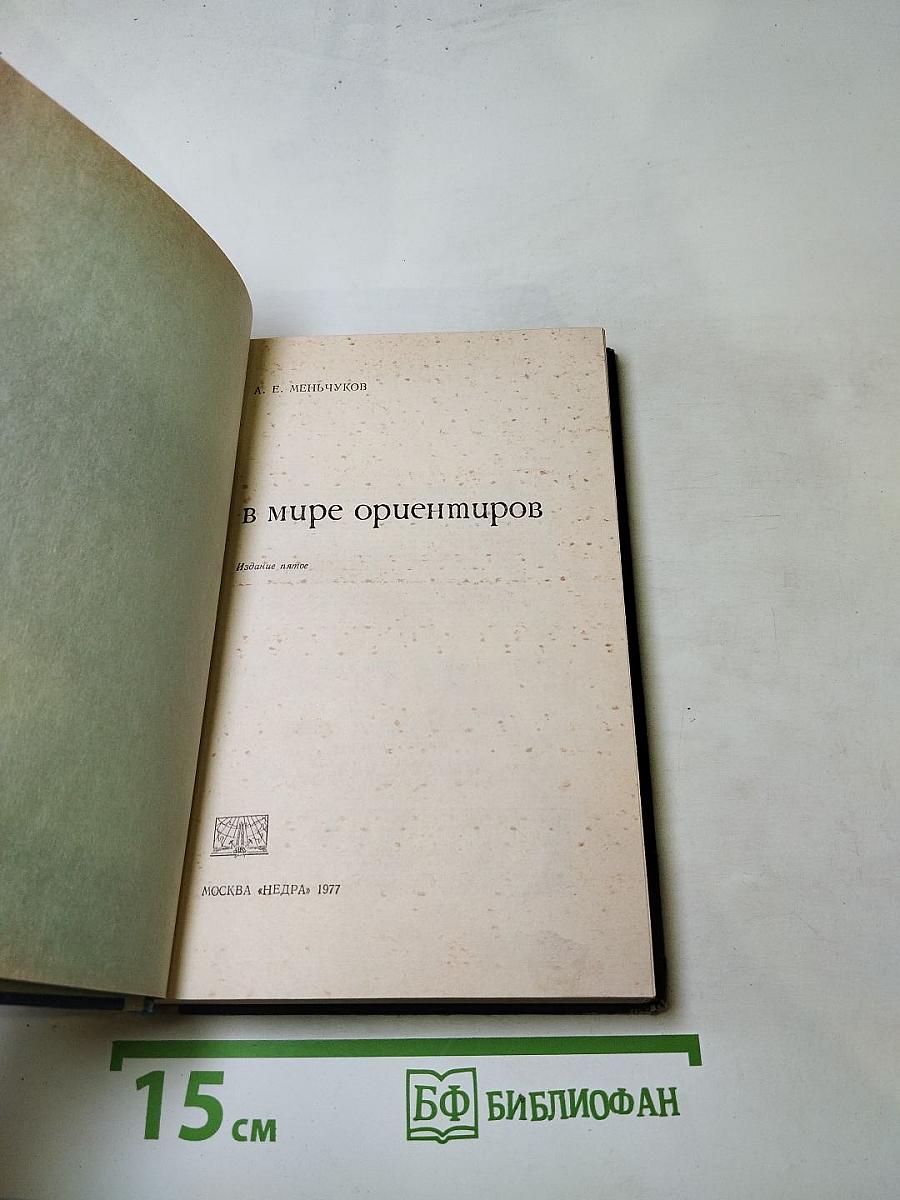 А. Е. МЕНЬЧУКОВ
в мире ориентиров
Издание пятое
МОСКВА «НЕДРА» 1977
15 см
БФ БИБЛИОФАН